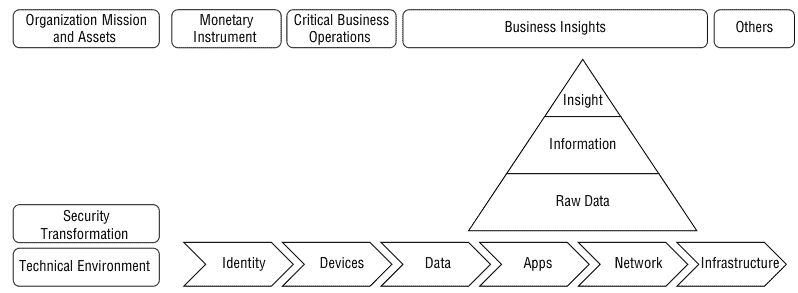 Organization Mission
and Assets
Monetary
Instrument
Critical Business
Operations
Business Insights
Others
Insight
Information
Raw Data
Security
Transformation
Technical Environment
Identity
Devices
Data
Apps
Network
Infrastructure